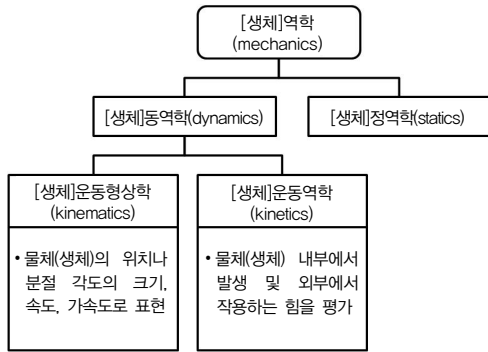 [생체]역학
(mechanics)
[생체]동역학(dynamics)
[생체]정역학(statics)
[생체]운동형상학
(kinematics)
• 물체(생체)의 위치나
분절 각도의 크기,
속도, 가속도로 표현
[생체]운동역학
(kinetics)
• 물체(생체) 내부에서
발생 및 외부에서
작용하는 힘을 평가